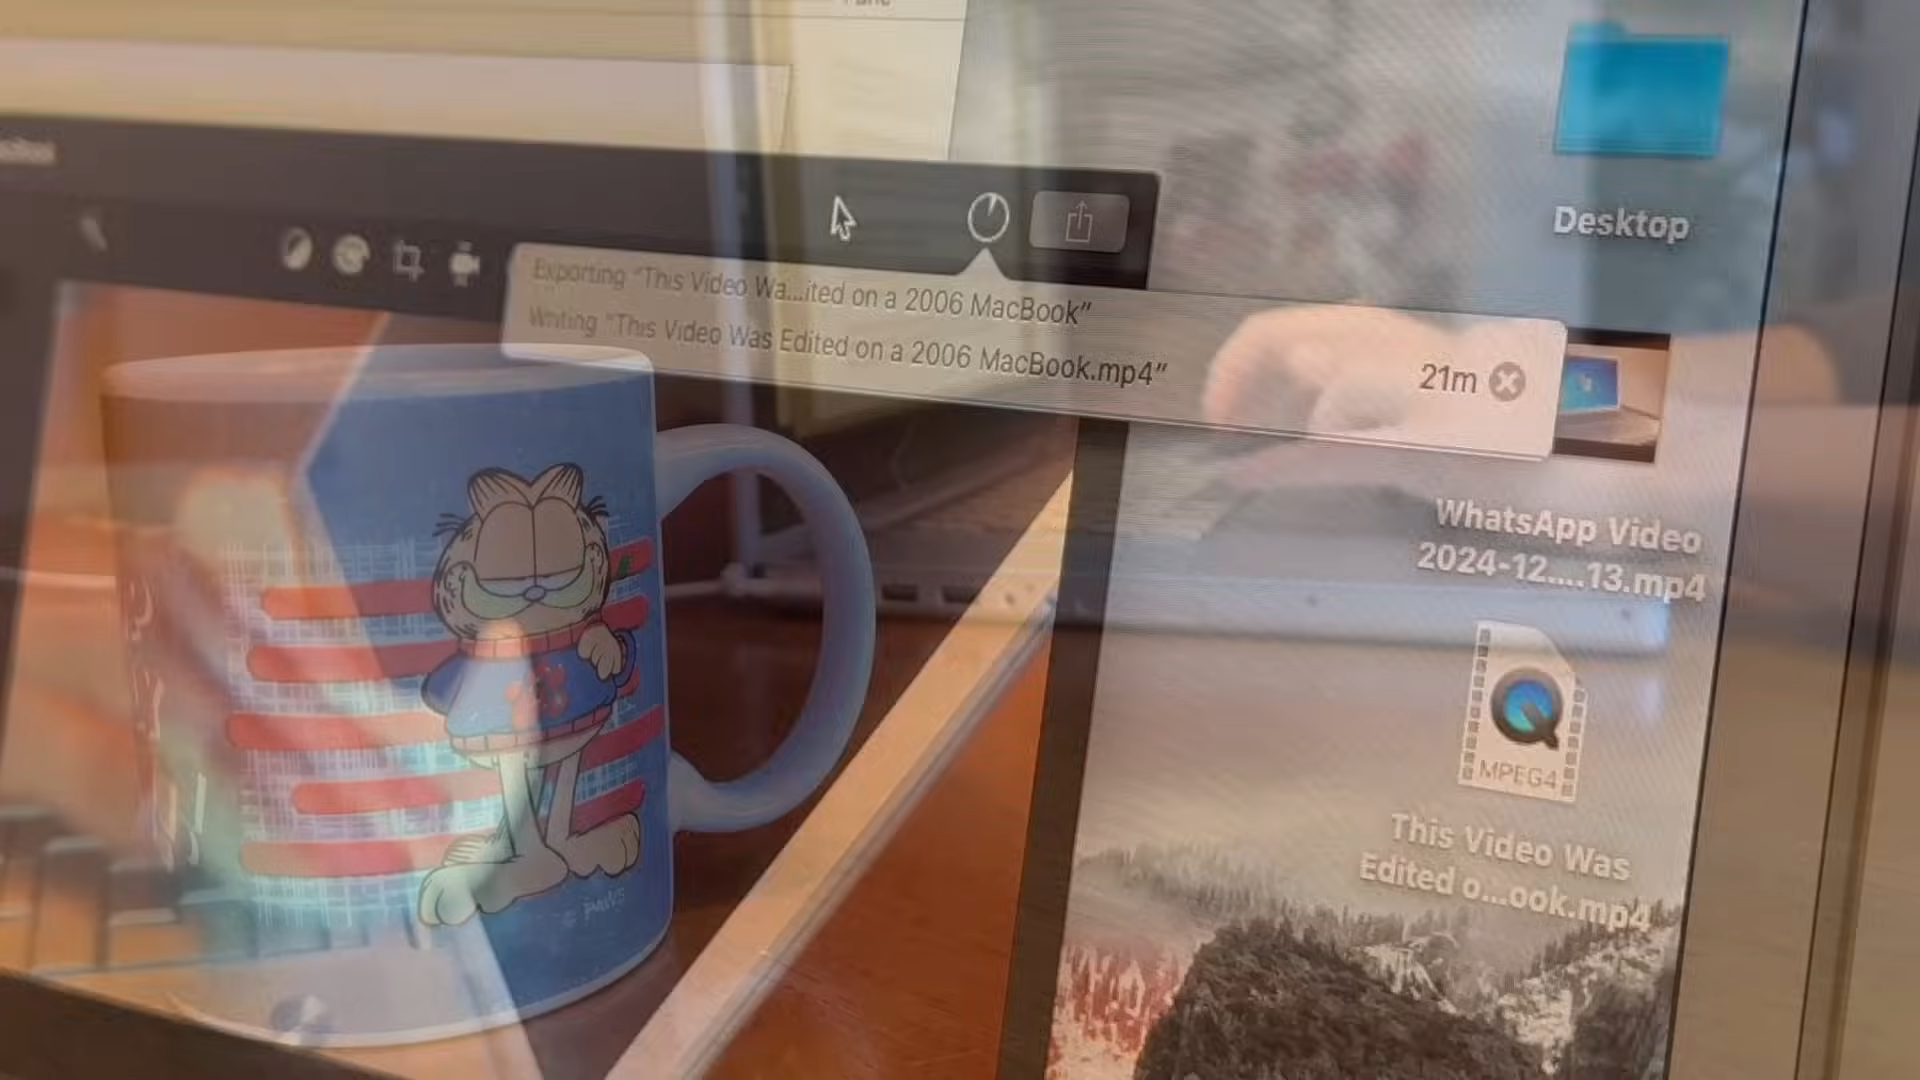 Desktop
Exporting “This Video Wa...ited on a 2006 MacBook”
Writing “This Video Was Edited on a 2006 MacBook.mp4”
21m
WhatsApp Video
2024-12....13.mp4
MPEG4
This Video Was
Edited o...ook.mp4
© PAWS